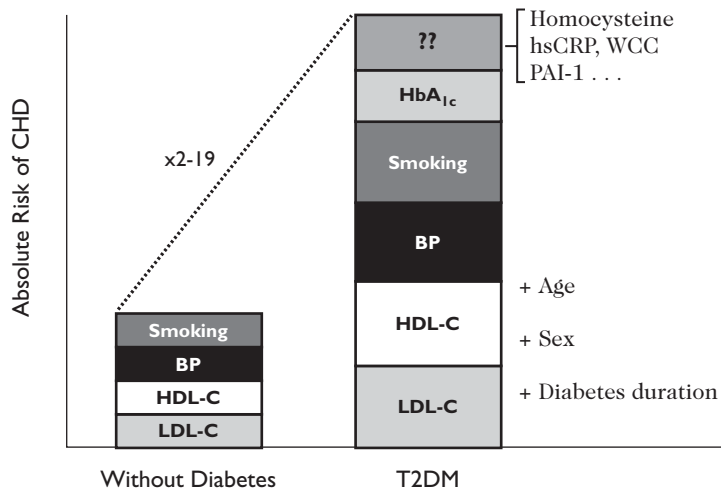 Absolute Risk of CHD
x2-19
Smoking
BP
HDL-C
LDL-C
Without Diabetes
??
HbA1c
Smoking
BP
HDL-C
LDL-C
T2DM
Homocysteine
hsCRP, WCC
PAI-1 . . .
+ Age
+ Sex
+ Diabetes duration